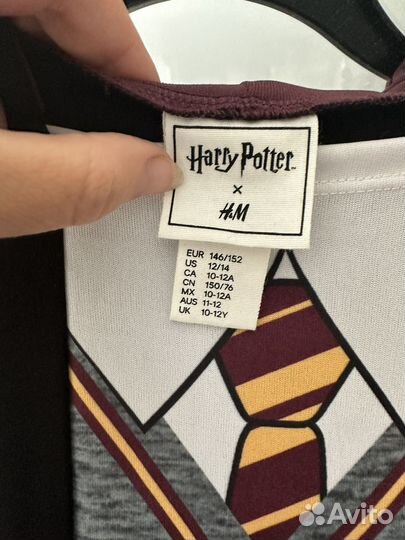 Harry Potter™
×
H&M
EUR 146/152
US 12/14
CA 10-12A
CN 150/76
MX 10-12A
AUS 11-12
UK 10-12Y
Avito